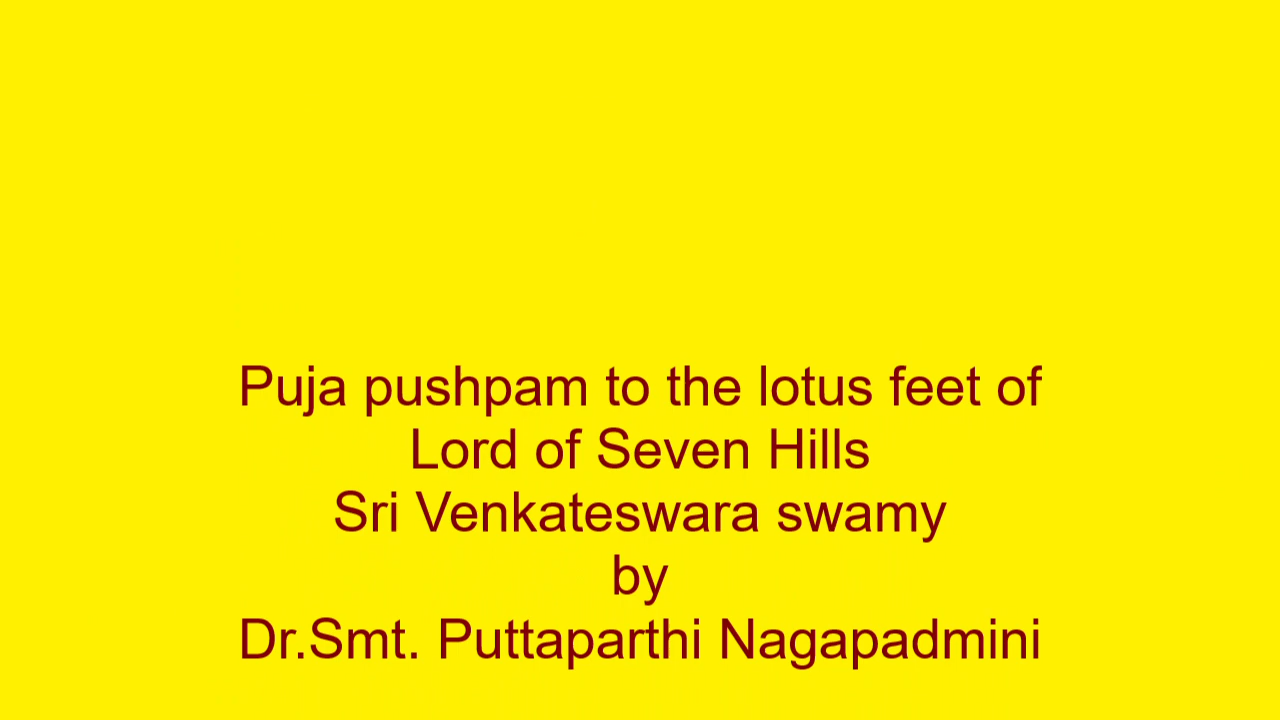 Puja pushpam to the lotus feet of
Lord of Seven Hills
Sri Venkateswara swamy
by
Dr.Smt. Puttaparthi Nagapadmini